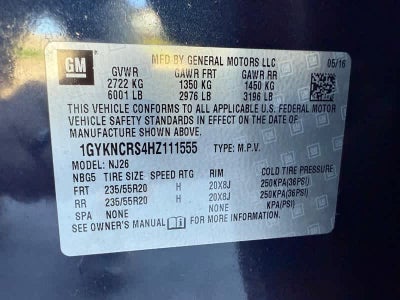 GM
MFD BY GENERAL MOTORS LLC 05/16
GVWR GAWR FRT GAWR RR
2722 KG 1350 KG 1450 KG
6001 LB 2976 LB 3196 LB
THIS VEHICLE CONFORMS TO ALL APPLICABLE U.S. FEDERAL MOTOR
VEHICLE SAFETY STANDARDS IN EFFECT ON THE DATE OF
MANUFACTURE SHOWN ABOVE.
1GYKNCRS4HZ111555 TYPE: M.P.V.
MODEL: NJ26
NBG5 TIRE SIZE SPEED RTG RIM COLD TIRE PRESSURE
FRT 235/55R20 H 20X8J 250KPA(36PSI)
RR 235/55R20 H 20X8J 250KPA(36PSI)
SPA NONE NONE KPA(PSI)
SEE OWNER'S MANUAL FOR MORE INFORMATION.